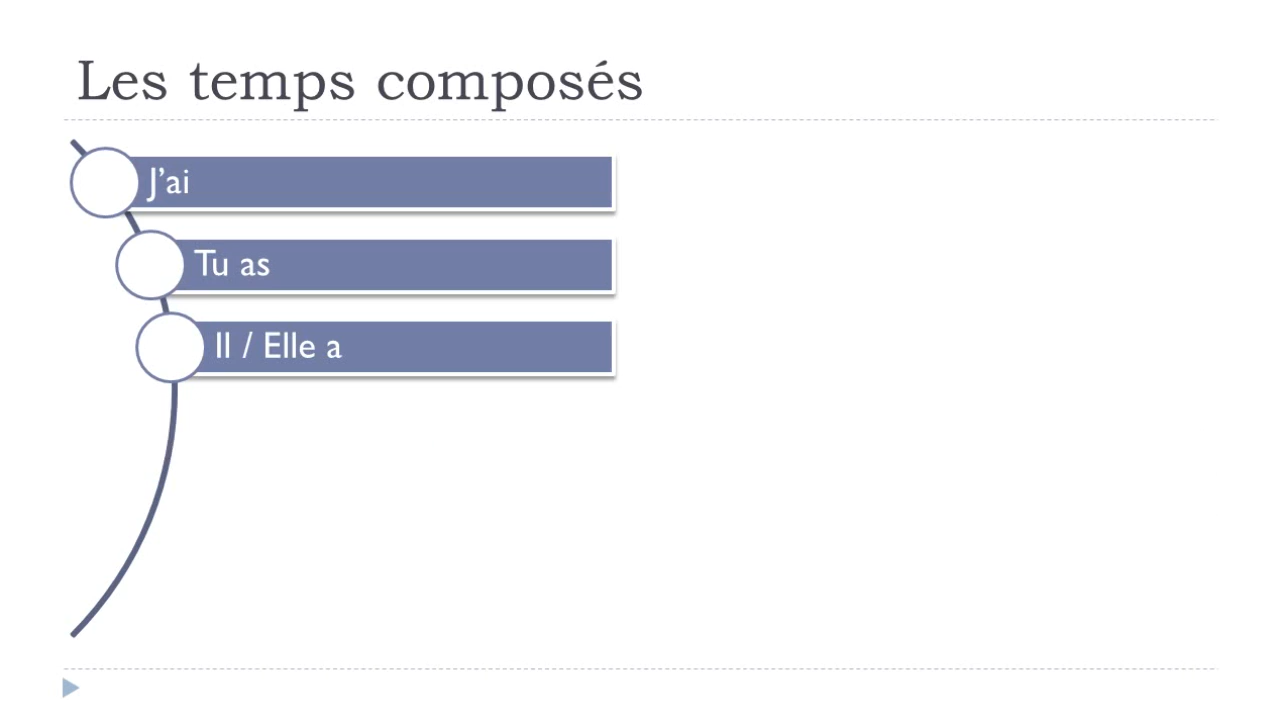 Les temps composés
J’ai
Tu as
Il / Elle a